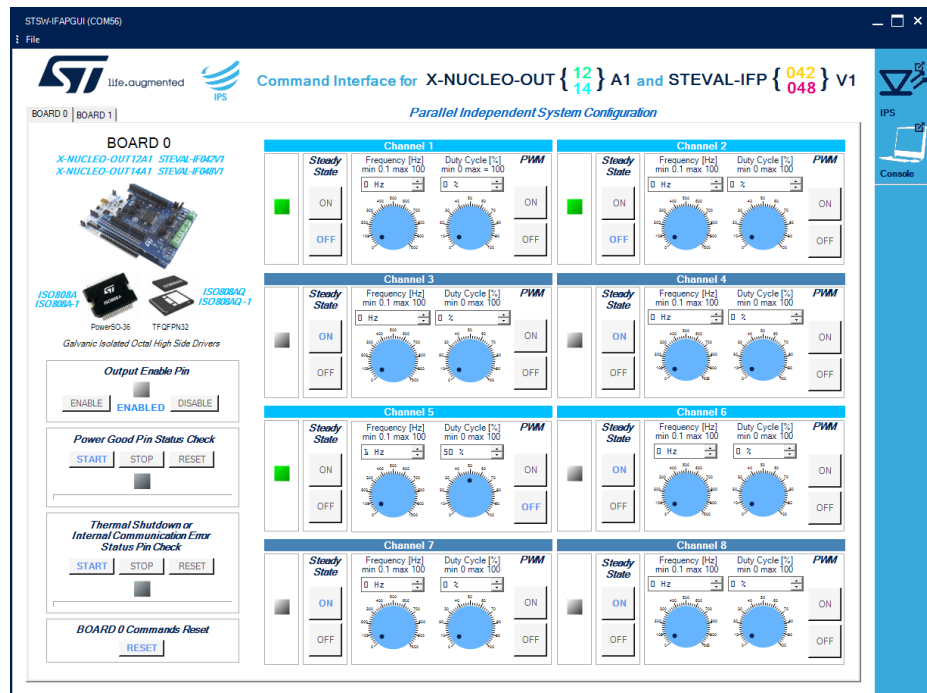 STSW-IFAPGUI (COM56)
File
ST life.augmented
IPS
Command Interface for X-NUCLEO-OUT { 12 14 } A1 and STEVAL-IFP { 042 048 } V1
IPS
Console
BOARD 0 BOARD 1
Parallel Independent System Configuration
BOARD 0
X-NUCLEO-OUT12A1 STEVAL-IF042V1
X-NUCLEO-OUT14A1 STEVAL-IF048V1
ISO808A
ISO808A-1
ISO808AQ
ISO808AQ -1
PowerSO-36 TFQFPN32
Galvanic Isolated Octal High Side Drivers
Output Enable Pin
ENABLE ENABLED DISABLE
Power Good Pin Status Check
START STOP RESET
Thermal Shutdown or
Internal Communication Error
Status Pin Check
START STOP RESET
BOARD 0 Commands Reset
RESET
Channel 1
Steady State
Frequency [Hz] Duty Cycle [%] PWM
min 0.1 max 100 min 0 max = 100
0 Hz 0 %
ON ON
OFF OFF
Channel 2
Steady State
Frequency [Hz] Duty Cycle [%] PWM
min 0.1 max 100 min 0 max 100
0 Hz 0 %
ON ON
OFF OFF
Channel 3
Steady State
Frequency [Hz] Duty Cycle [%] PWM
min 0.1 max 100 min 0 max 100
0 Hz 0 %
ON ON
OFF OFF
Channel 4
Steady State
Frequency [Hz] Duty Cycle [%] PWM
min 0.1 max 100 min 0 max 100
0 Hz 0 %
ON ON
OFF OFF
Channel 5
Steady State
Frequency [Hz] Duty Cycle [%] PWM
min 0.1 max 100 min 0 max 100
1 Hz 50 %
ON ON
OFF OFF
Channel 6
Steady State
Frequency [Hz] Duty Cycle [%] PWM
min 0.1 max 100 min 0 max 100
0 Hz 0 %
ON ON
OFF OFF
Channel 7
Steady State
Frequency [Hz] Duty Cycle [%] PWM
min 0.1 max 100 min 0 max 100
0 Hz 0 %
ON ON
OFF OFF
Channel 8
Steady State
Frequency [Hz] Duty Cycle [%] PWM
min 0.1 max 100 min 0 max 100
0 Hz 0 %
ON ON
OFF OFF